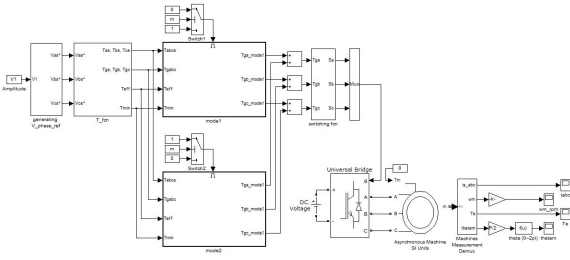 0
m
1
Switch1
V1
Amplitude
V1
Vas*
Vbs*
Vcs*
generating
V_phase_ref
Vas*
Vbs*
Vcs*
Tas, Tbs, Tcs
Tga, Tgb, Tgc
Teff
Tmin
T_fcn
Tabcs
Tgabc
Teff
Tmin
Tga_mode1
Tgb_mode1
Tgc_mode1
mode1
+
+
+
+
+
+
Tga
Tgb
Tgc
Sa
Sb
Sc
switching fcn
Mux
1
m
0
Switch2
Tabcs
Tgabc
Teff
Tmin
Tga_mode1
Tgb_mode1
Tgc_mode1
mode2
DC
Voltage
+
-
Universal Bridge
g
A
B
C
0
Tm
A
B
C
m
Asynchronous Machine
SI Units
m
is_abc
wm
Te
thetam
Machines
Measurement
Demux
-K-
wm_rpm
Te
f(u)
theta (0~2pi)
thetam